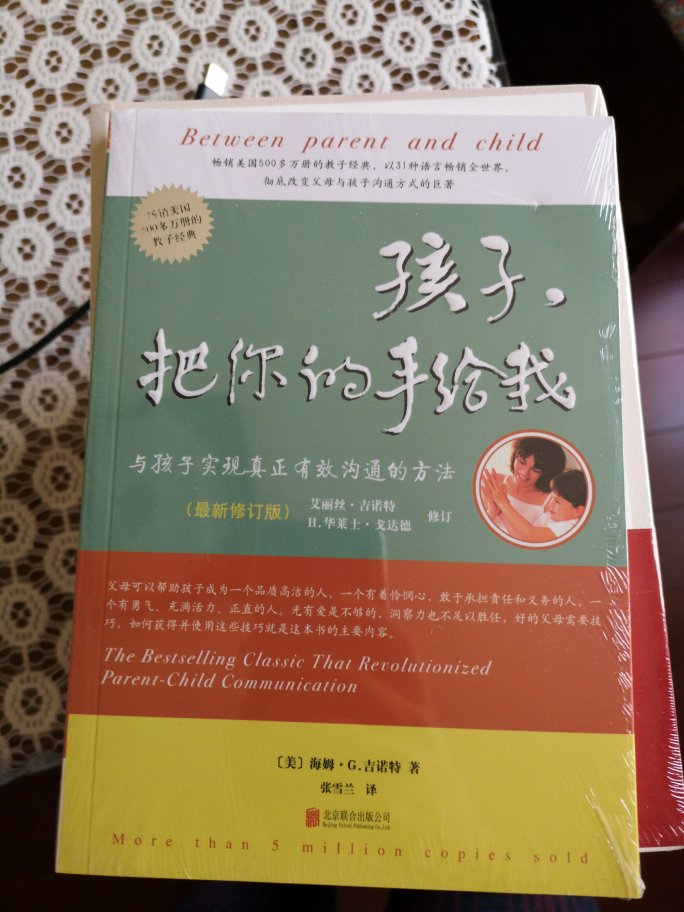 Between parent and child
畅销美国500多万册的教子经典，以31种语言畅销全世界，
彻底改变父母与孩子沟通方式的巨著
畅销美国
500多万册的
教子经典
孩子，
把你的手给我
与孩子实现真正有效沟通的方法
（最新修订版）
艾丽丝·吉诺特
H.华莱士·戈达德
修订
父母可以帮助孩子成为一个品质高洁的人，一个有着怜悯心、敢于承担责任和义务的人，一
个有勇气、充满活力、正直的人。光有爱是不够的，洞察力也不足以胜任，好的父母需要技
巧，如何获得并使用这些技巧就是这本书的主要内容。
The Bestselling Classic That Revolutionized
Parent-Child Communication
〔美〕海姆·G.吉诺特 著
张雪兰 译
北京联合出版公司
Beijing United Publishing Co.,Ltd.
More than 5 million copies sold